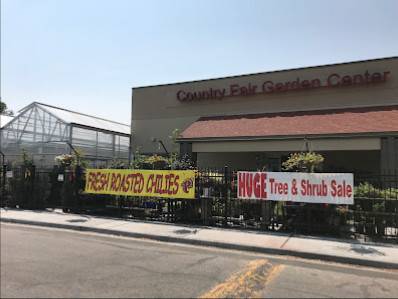 Country Fair Garden Center
FRESH ROASTED CHILIES
HUGE Tree & Shrub Sale